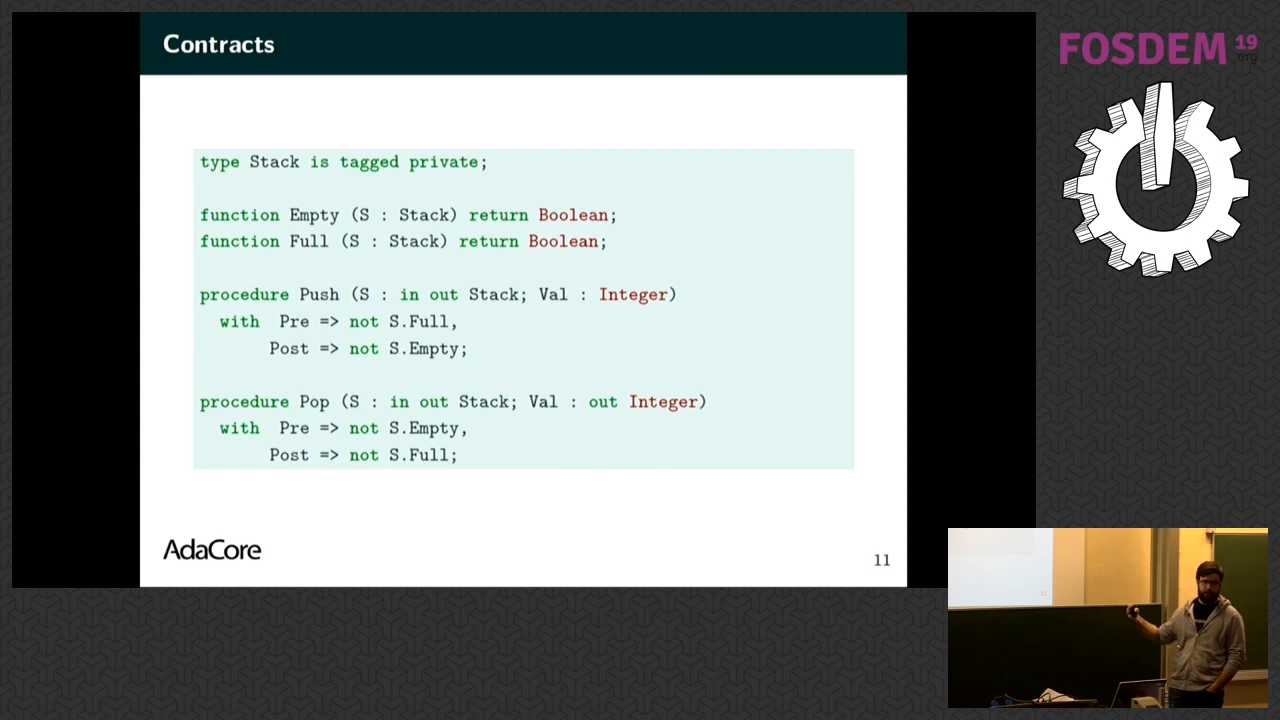 Contracts
type Stack is tagged private;
function Empty (S : Stack) return Boolean;
function Full (S : Stack) return Boolean;
procedure Push (S : in out Stack; Val : Integer)
with Pre => not S.Full,
Post => not S.Empty;
procedure Pop (S : in out Stack; Val : out Integer)
with Pre => not S.Empty,
Post => not S.Full;
AdaCore
11
FOSDEM 19
.org